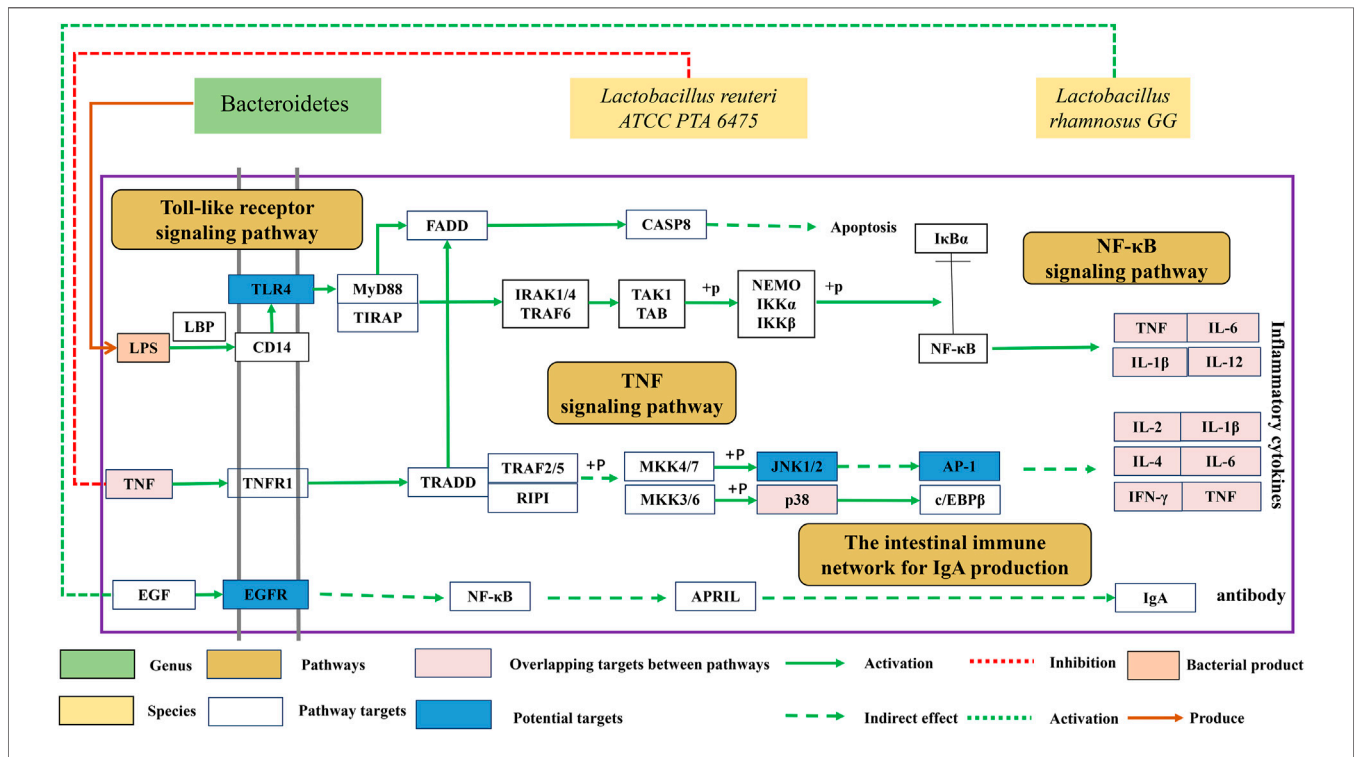 Bacteroidetes
Lactobacillus reuteri
ATCC PTA 6475
Lactobacillus
rhamnosus GG
Toll-like receptor
signaling pathway
FADD
CASP8
Apoptosis
IκBα
NF-κB
signaling pathway
TLR4
MyD88
TIRAP
IRAK1/4
TRAF6
TAK1
TAB
+p
NEMO
IKKα
IKKβ
+p
LBP
LPS
CD14
NF-κB
TNF
IL-6
IL-1β
IL-12
Inflammatory cytokines
TNF
signaling pathway
IL-2
IL-1β
IL-4
IL-6
IFN-γ
TNF
TNF
TNFR1
TRADD
TRAF2/5
RIPI
+P
MKK4/7
+P
JNK1/2
AP-1
MKK3/6
+P
p38
c/EBPβ
The intestinal immune
network for IgA production
EGF
EGFR
NF-κB
APRIL
IgA
antibody
Genus
Pathways
Overlapping targets between pathways
Activation
Inhibition
Bacterial product
Species
Pathway targets
Potential targets
Indirect effect
Activation
Produce